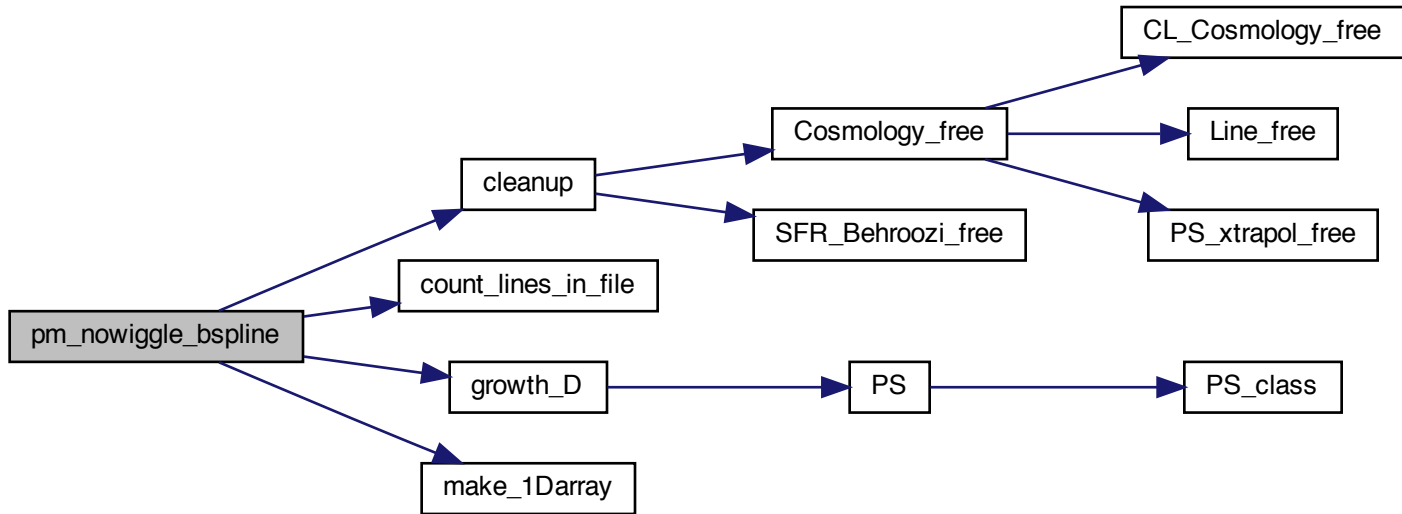 CL_Cosmology_free
Cosmology_free
Line_free
cleanup
SFR_Behroozi_free
PS_xtrapol_free
count_lines_in_file
pm_nowiggle_bspline
growth_D
PS
PS_class
make_1Darray